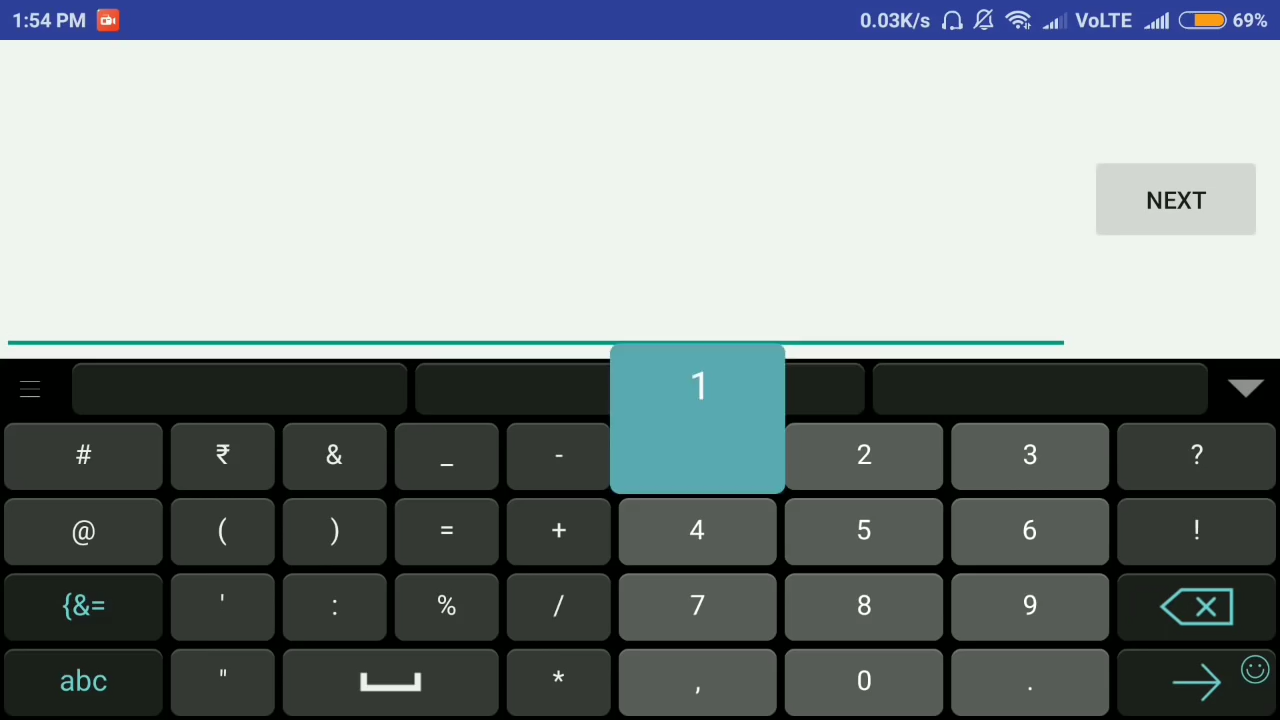 1:54 PM 0.03K/s VoLTE 69%
NEXT
1
# ₹ & _ - 2 3 ?
@ ( ) = + 4 5 6 !
{&= ' : % / 7 8 9
abc " * , 0 .